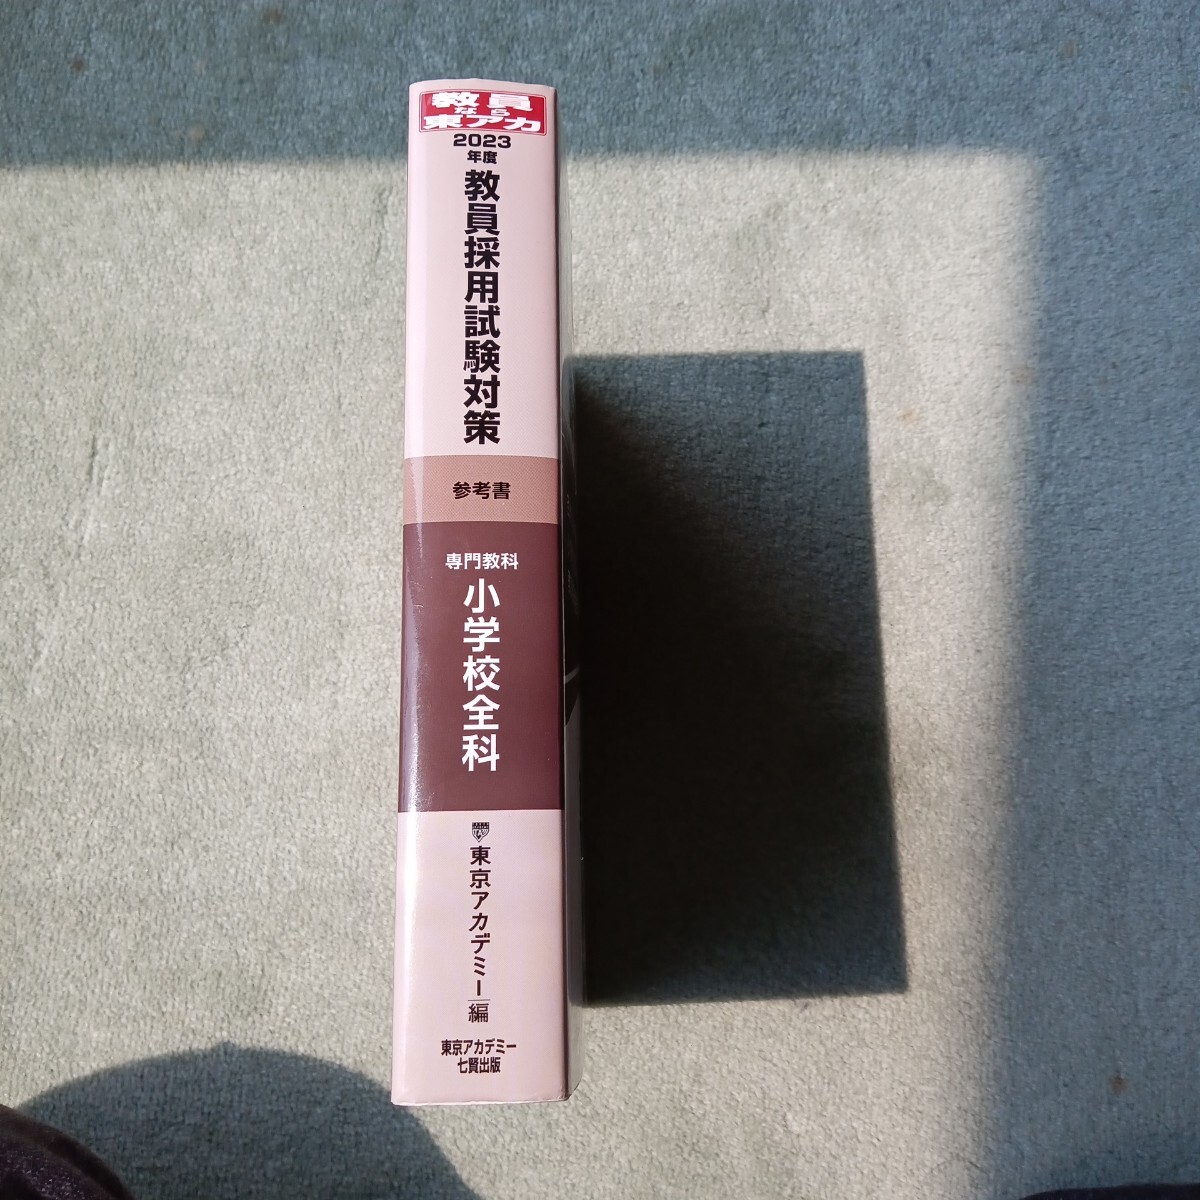 教員
なら
東アカ
2023
年度
教員採用試験対策
参考書
専門教科
小学校全科
東京アカデミー編
東京アカデミー
七賢出版